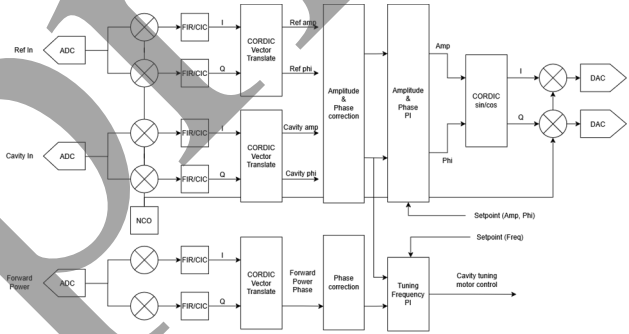 Ref In
ADC
FIR/CIC
I
CORDIC
Vector
Translate
Ref amp
FIR/CIC
Q
Ref phi
Cavity In
ADC
FIR/CIC
I
CORDIC
Vector
Translate
Cavity amp
FIR/CIC
Q
Cavity phi
NCO
Amplitude
&
Phase
correction
Amplitude
&
Phase
PI
Amp
Phi
CORDIC
sin/cos
I
Q
DAC
DAC
Setpoint (Amp, Phi)
Setpoint (Freq)
Forward
Power
ADC
FIR/CIC
I
FIR/CIC
Q
CORDIC
Vector
Translate
Forward
Power
Phase
Phase
correction
Tuning
Frequency
PI
Cavity tuning
motor control